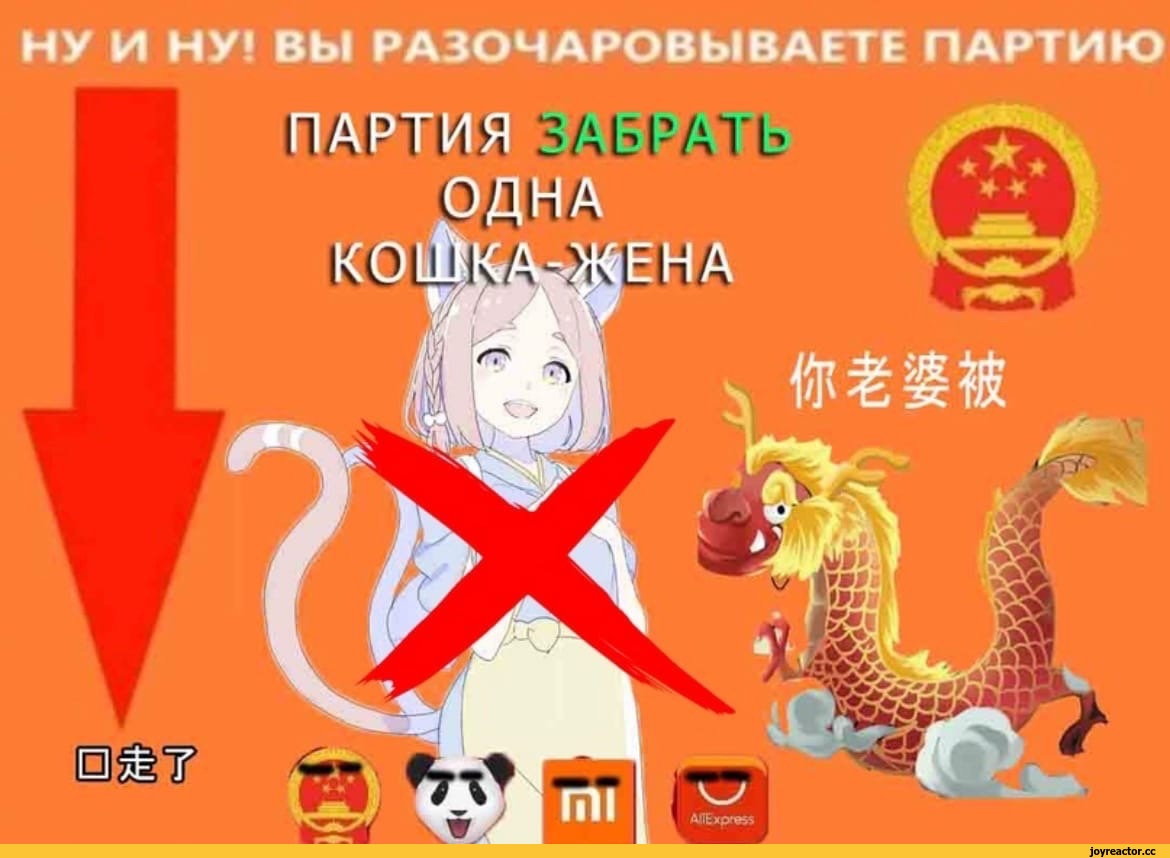 НУ И НУ! ВЫ РАЗОЧАРОВЫВАЕТЕ ПАРТИЮ
ПАРТИЯ ЗАБРАТЬ
ОДНА
КОШКА-ЖЕНА
你老婆被
口走了
AliExpress
joyreactor.cc